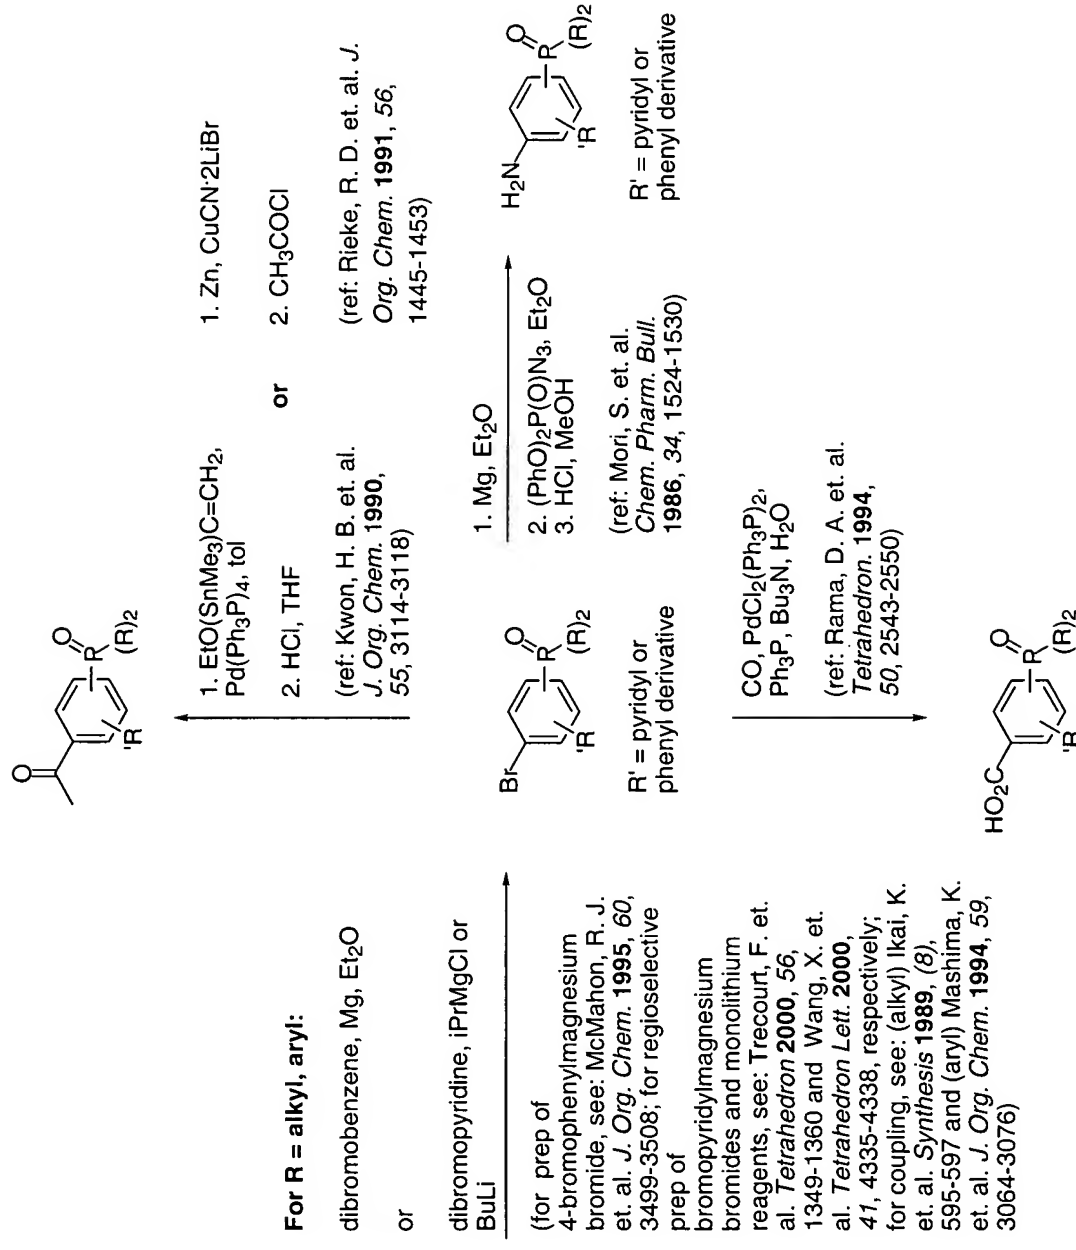 For R = alkyl, aryl:
dibromobenzene, Mg, Et2O
or
dibromopyridine, iPrMgCl or
BuLi
(for prep of
4-bromophenylmagnesium
bromide, see: McMahon, R. J.
et. al. J. Org. Chem. 1995, 60,
3499-3508; for regioselective
prep of
bromopyridylmagnesium
bromides and monolithium
reagents, see: Trecourt, F. et.
al. Tetrahedron 2000, 56,
1349-1360 and Wang, X. et.
al. Tetrahedron Lett. 2000,
41, 4335-4338, respectively;
for coupling, see: (alkyl) Ikai, K.
et. al. Synthesis 1989, (8),
595-597 and (aryl) Mashima, K.
et. al. J. Org. Chem. 1994, 59,
3064-3076)
O
O
P
(R)2
'R
1. EtO(SnMe3)C=CH2,
Pd(Ph3P)4, tol
2. HCl, THF
(ref: Kwon, H. B. et. al.
J. Org. Chem. 1990,
55, 3114-3118)
or
1. Zn, CuCN·2LiBr
2. CH3COCl
(ref: Rieke, R. D. et. al. J.
Org. Chem. 1991, 56,
1445-1453)
Br
O
P
(R)2
'R
R' = pyridyl or
phenyl derivative
1. Mg, Et2O
2. (PhO)2P(O)N3, Et2O
3. HCl, MeOH
(ref: Mori, S. et. al.
Chem. Pharm. Bull.
1986, 34, 1524-1530)
H2N
O
P
(R)2
'R
R' = pyridyl or
phenyl derivative
CO, PdCl2(Ph3P)2,
Ph3P, Bu3N, H2O
(ref: Rama, D. A. et. al.
Tetrahedron. 1994,
50, 2543-2550)
HO2C
O
P
(R)2
'R